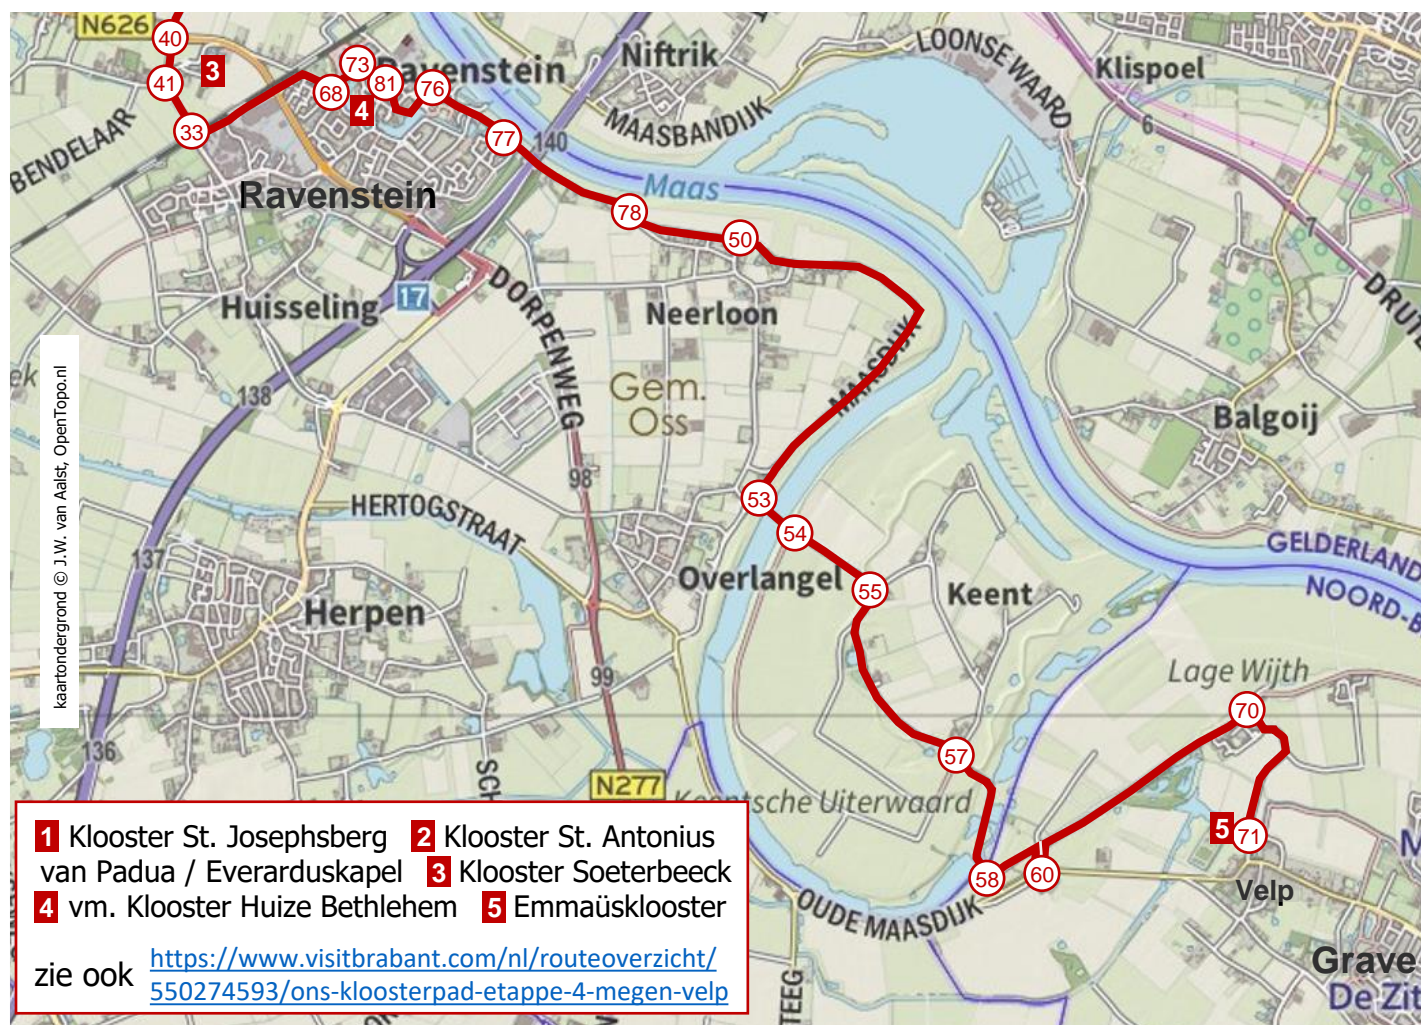 N626
40
3
41
33
68
73
4
81
Ravenstein
76
77
140
Niftrik
MAASBANDIJK
LOONSE WAARD
Klispoel
6
7
BENDELAAR
Ravenstein
Maas
78
50
Huisseling
17
DORPENWEG
Neerloon
MAASDIJK
138
Gem.
Oss
Balgoij
98
HERTOGSTRAAT
137
53
54
55
Overlangel
Keent
GELDERLAND
Herpen
99
Lage Wijth
70
136
57
N277
5
71
58
60
OUDE MAASDIJK
Velp
Grave
De Zit
kaartondergrond © J.W. van Aalst, OpenTopo.nl
1 Klooster St. Josephsberg 2 Klooster St. Antonius
van Padua / Everarduskapel 3 Klooster Soeterbeeck
4 vm. Klooster Huize Bethlehem 5 Emmaüsklooster
zie ook https://www.visitbrabant.com/nl/routeoverzicht/
550274593/ons-kloosterpad-etappe-4-megen-velp